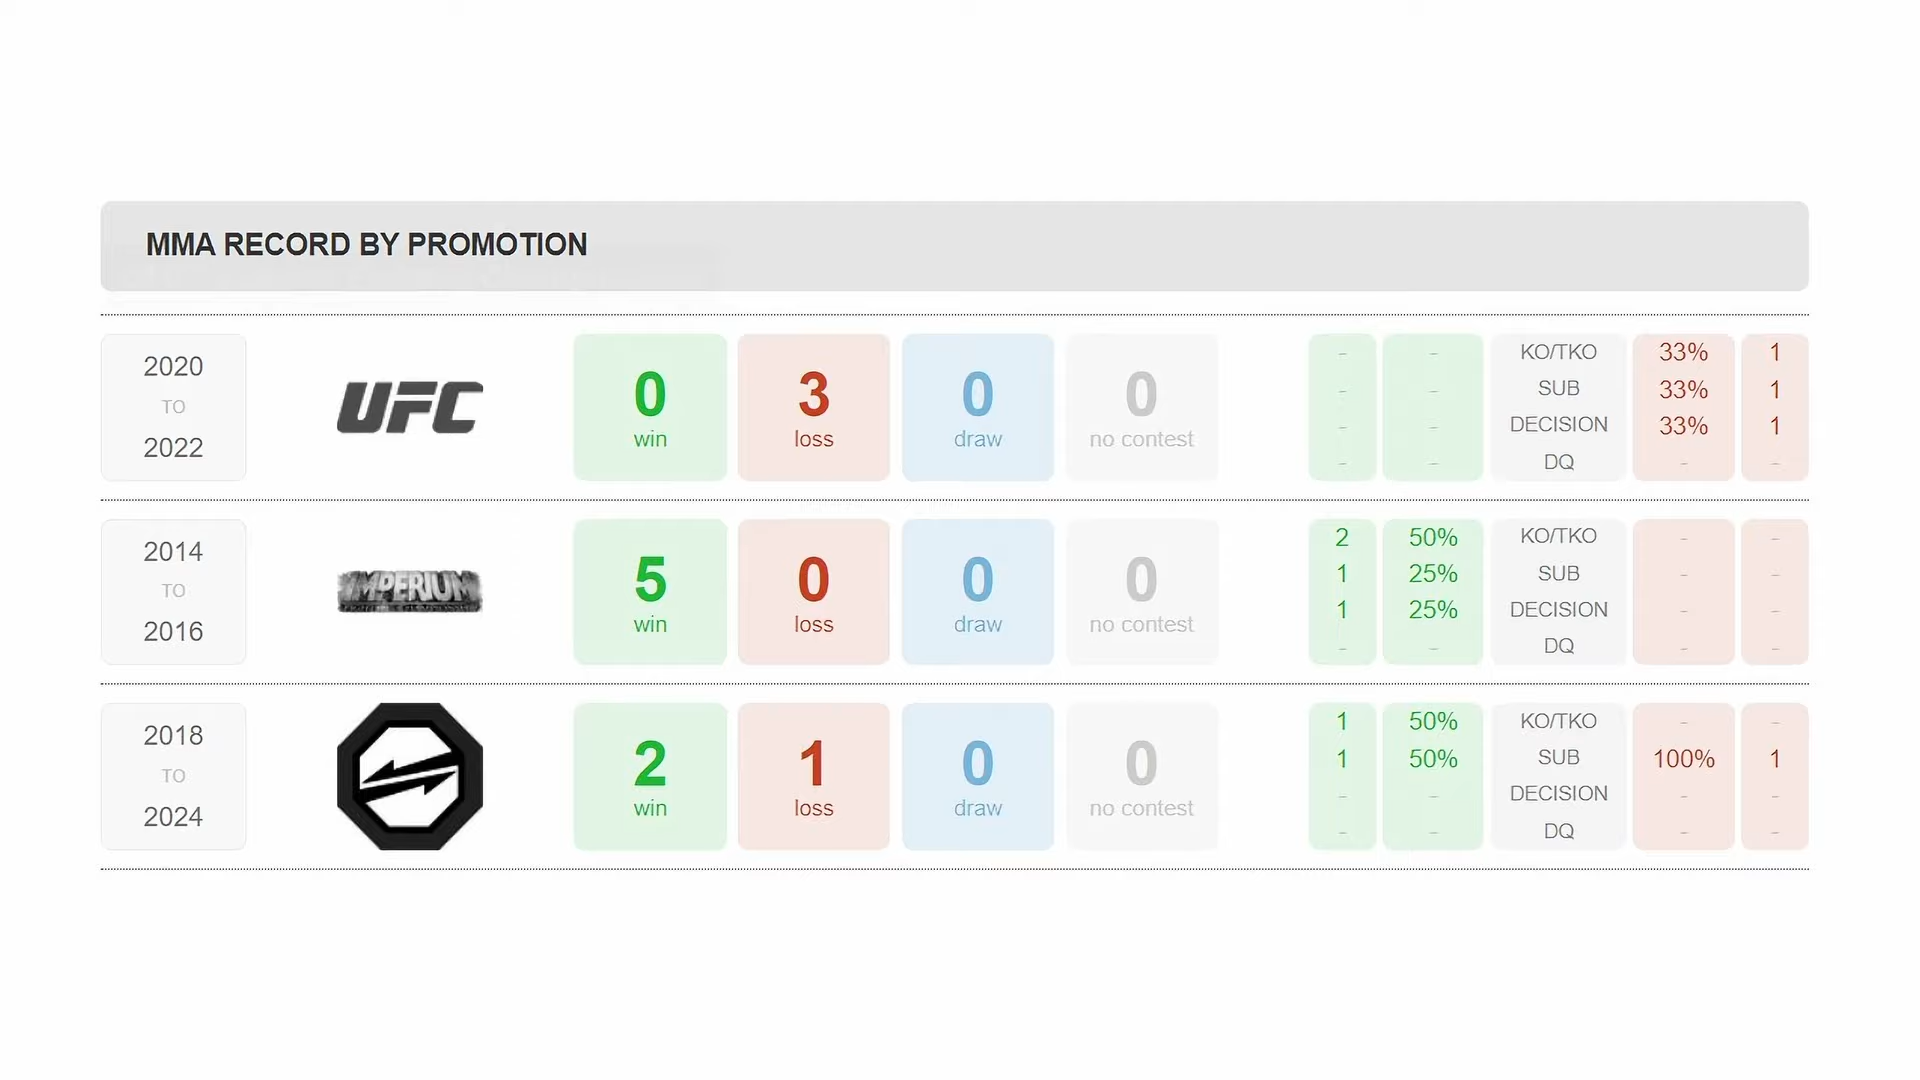 MMA RECORD BY PROMOTION
2020
TO
2022
UFC
0
win
3
loss
0
draw
0
no contest
- - KO/TKO 33% 1
- - SUB 33% 1
- - DECISION 33% 1
- - DQ - -
2014
TO
2016
IMPERIUM
5
win
0
loss
0
draw
0
no contest
2 50% KO/TKO - -
1 25% SUB - -
1 25% DECISION - -
- - DQ - -
2018
TO
2024
2
win
1
loss
0
draw
0
no contest
1 50% KO/TKO - -
1 50% SUB 100% 1
- - DECISION - -
- - DQ - -